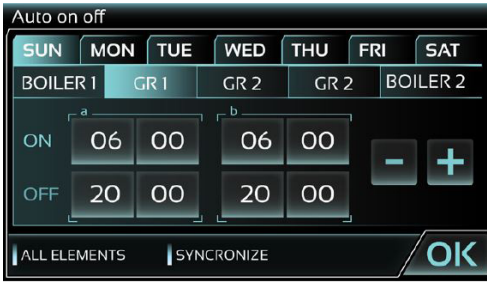 Auto on off
SUN MON TUE WED THU FRI SAT
BOILER 1 GR 1 GR 2 GR 2 BOILER 2
a b
ON 06 00 06 00 - +
OFF 20 00 20 00
ALL ELEMENTS SYNCRONIZE OK